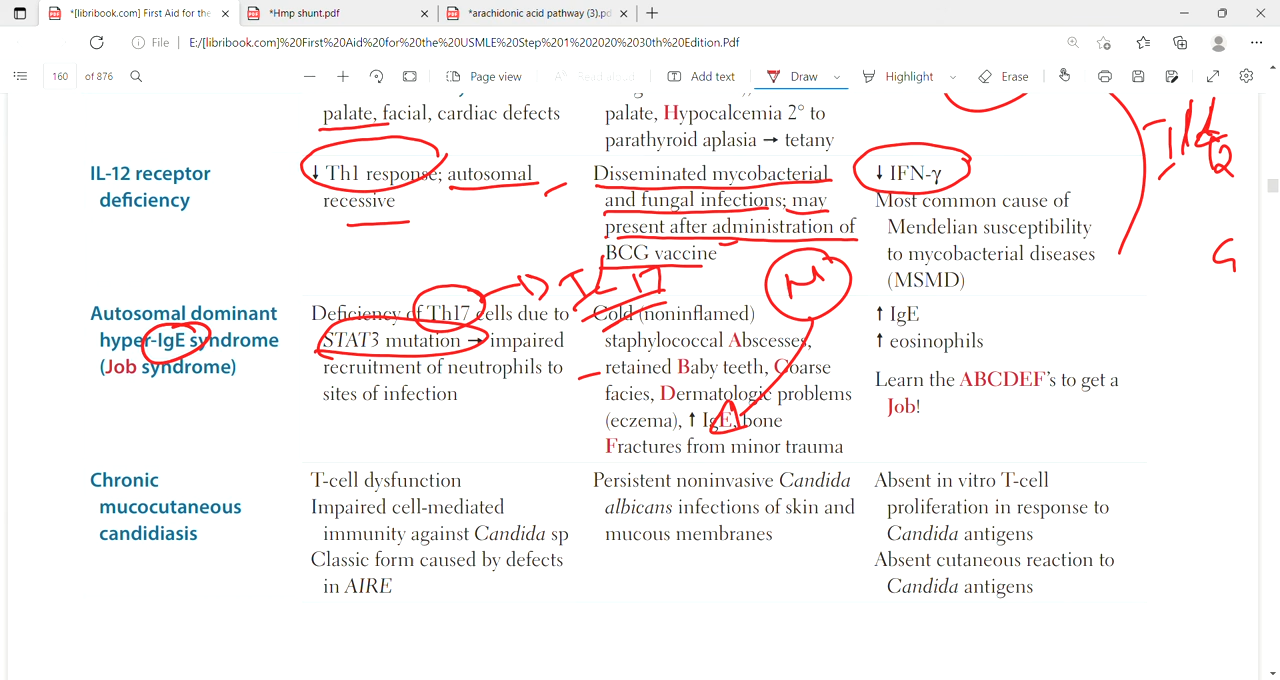 *[libribook.com] First Aid for the
*Hmp shunt.pdf
*arachidonic acid pathway (3).pd
File
E:/[libribook.com]%20First%20Aid%20for%20the%20USMLE%20Step%201%202020%2030th%20Edition.Pdf
160 of 876
Page view
Read aloud
Add text
Draw
Highlight
Erase
palate, facial, cardiac defects
palate, Hypocalcemia 2° to
parathyroid aplasia → tetany
IL-12 receptor
deficiency
↓ Th1 response; autosomal
recessive
Disseminated mycobacterial
and fungal infections; may
present after administration of
BCG vaccine
↓ IFN-γ
Most common cause of
Mendelian susceptibility
to mycobacterial diseases
(MSMD)
IL 17
Autosomal dominant
hyper-IgE syndrome
(Job syndrome)
Deficiency of Th17 cells due to
STAT3 mutation → impaired
recruitment of neutrophils to
sites of infection
Cold (noninflamed)
staphylococcal Abscesses,
retained Baby teeth, Coarse
facies, Dermatologic problems
(eczema), ↑ IgE, bone
Fractures from minor trauma
↑ IgE
↑ eosinophils
Learn the ABCDEF's to get a
Job!
Chronic
mucocutaneous
candidiasis
T-cell dysfunction
Impaired cell-mediated
immunity against Candida sp
Classic form caused by defects
in AIRE
Persistent noninvasive Candida
albicans infections of skin and
mucous membranes
Absent in vitro T-cell
proliferation in response to
Candida antigens
Absent cutaneous reaction to
Candida antigens